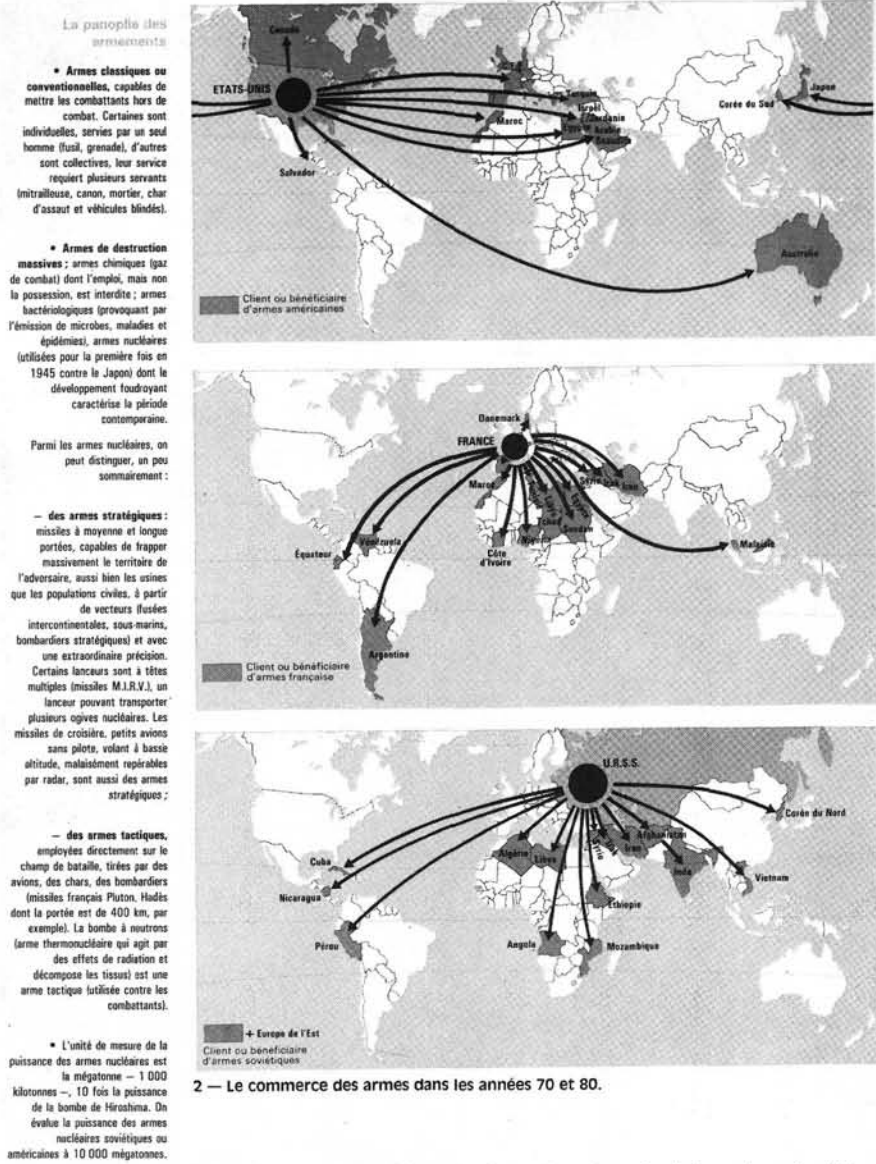 La panoplie des
armements
• Armes classiques ou
conventionnelles, capables de
mettre les combattants hors de
combat. Certaines sont
individuelles, servies par un seul
homme (fusil, grenade), d'autres
sont collectives, leur service
requiert plusieurs servants
(mitrailleuse, canon, mortier, char
d'assaut et véhicules blindés).
• Armes de destruction
massives ; armes chimiques (gaz
de combat) dont l'emploi, mais non
la possession, est interdite ; armes
bactériologiques (provoquant par
l'émission de microbes, maladies et
épidémies), armes nucléaires
(utilisées pour la première fois en
1945 contre le Japon) dont le
développement foudroyant
caractérise la période
contemporaine.
Parmi les armes nucléaires, on
peut distinguer, un peu
sommairement :
— des armes stratégiques :
missiles à moyenne et longue
portées, capables de frapper
massivement le territoire de
l'adversaire, aussi bien les usines
que les populations civiles, à partir
de vecteurs (fusées
intercontinentales, sous-marins,
bombardiers stratégiques) et avec
une extraordinaire précision.
Certains lanceurs sont à têtes
multiples (missiles M.I.R.V.), un
lanceur pouvant transporter
plusieurs ogives nucléaires. Les
missiles de croisière, petits avions
sans pilote, volant à basse
altitude, malaisément repérables
par radar, sont aussi des armes
stratégiques ;
— des armes tactiques,
employées directement sur le
champ de bataille, tirées par des
avions, des chars, des bombardiers
(missiles français Pluton, Hadès
dont la portée est de 400 km, par
exemple). La bombe à neutrons
(arme thermonucléaire qui agit par
des effets de radiation et
décompose les tissus) est une
arme tactique (utilisée contre les
combattants).
• L'unité de mesure de la
puissance des armes nucléaires est
la mégatonne — 1 000
kilotonnes —, 10 fois la puissance
de la bombe de Hiroshima. On
évalue la puissance des armes
nucléaires soviétiques ou
américaines à 10 000 mégatonnes.
Canada
ETATS-UNIS
C.E.E.
Turquie
Israël
Jordanie
Maroc
Egypte
Arabie
Saoudite
Salvador
Corée du Sud
Japon
Australie
Client ou bénéficiaire
d'armes américaines
Danemark
FRANCE
Maroc
Syrie
Irak
Iran
Libye
Egypte
Tchad
Soudan
Vénézuela
Équateur
Côte
d'Ivoire
Nigéria
Malaisie
Argentine
Client ou bénéficiaire
d'armes française
U.R.S.S.
Corée du Nord
Cuba
Algérie
Libye
Syrie
Irak
Iran
Afghanistan
Nicaragua
Inde
Vietnam
Ethiopie
Pérou
Angola
Mozambique
+ Europe de l'Est
Client ou bénéficiaire
d'armes soviétiques
2 — Le commerce des armes dans les années 70 et 80.